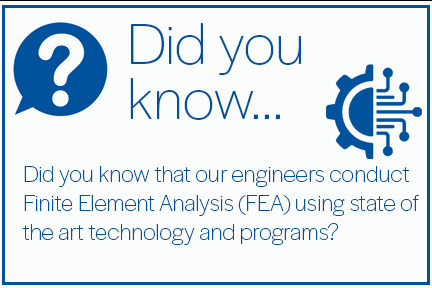 Did you
know...
Did you know that our engineers conduct
Finite Element Analysis (FEA) using state of
the art technology and programs?